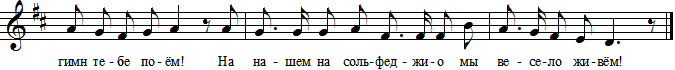 гимн те - бе по - ём! На на - шем на соль - фед - жи - о мы ве - се - ло жи - вём!